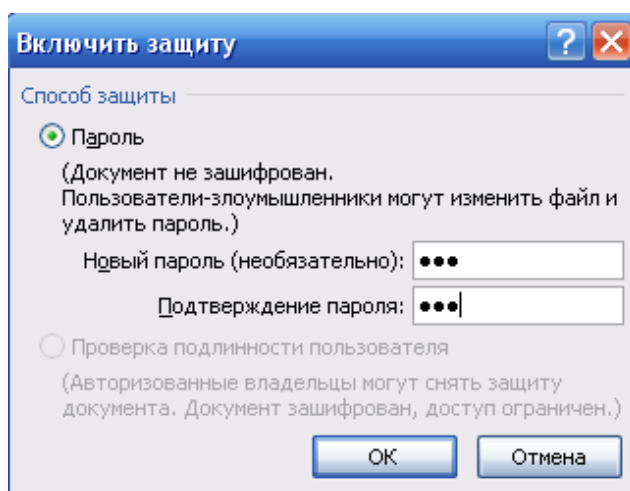 Включить защиту
Способ защиты
Пароль
(Документ не зашифрован.
Пользователи-злоумышленники могут изменить файл и
удалить пароль.)
Новый пароль (необязательно): ●●●
Подтверждение пароля: ●●●
Проверка подлинности пользователя
(Авторизованные владельцы могут снять защиту
документа. Документ зашифрован, доступ ограничен.)
ОК Отмена